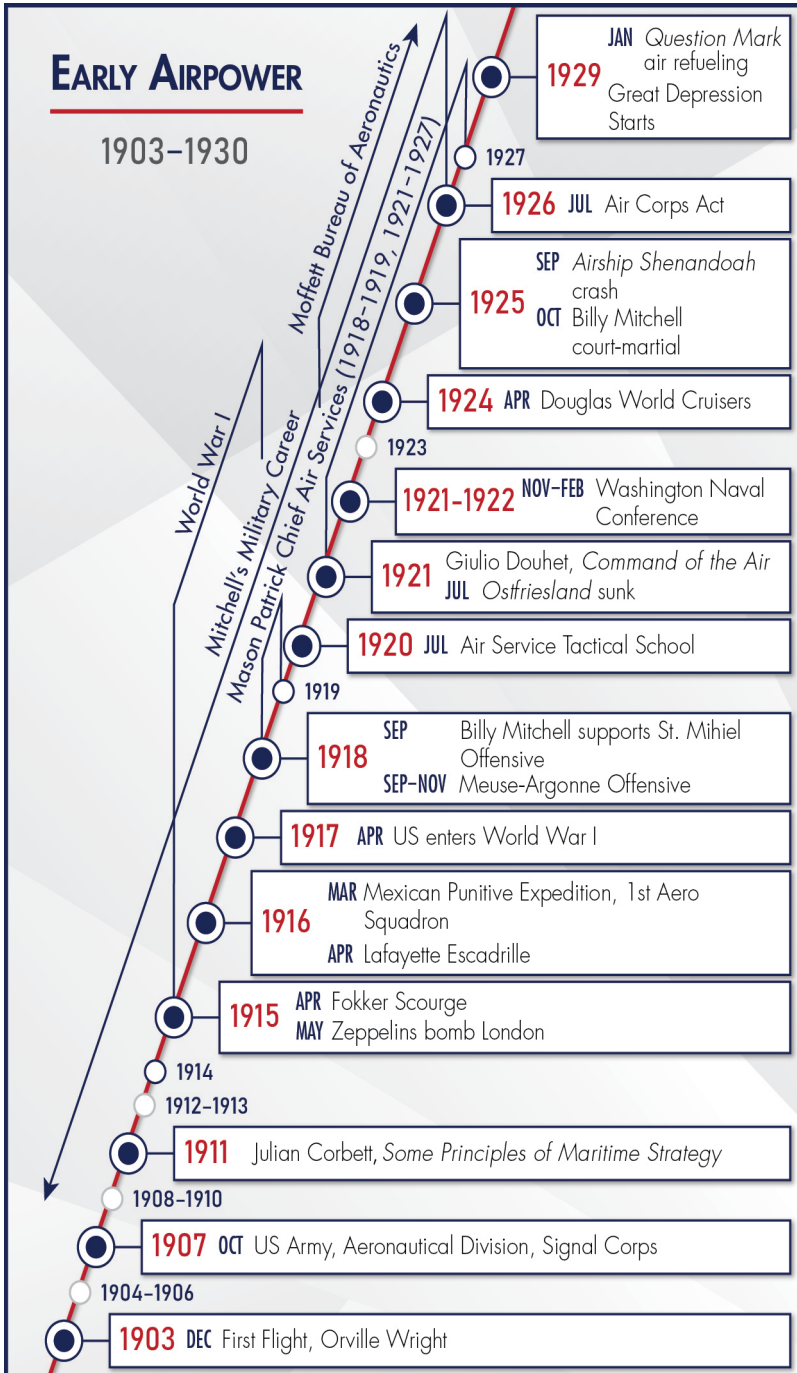 EARLY AIRPOWER
1903–1930
Moffett Bureau of Aeronautics
World War I
Mitchell's Military Career
Mason Patrick Chief Air Services (1918–1919, 1921–1927)
1929
JAN Question Mark
air refueling
Great Depression
Starts
1927
1926 JUL Air Corps Act
1925
SEP Airship Shenandoah
crash
OCT Billy Mitchell
court-martial
1924 APR Douglas World Cruisers
1923
1921-1922 NOV–FEB Washington Naval
Conference
1921
Giulio Douhet, Command of the Air
JUL Ostfriesland sunk
1920 JUL Air Service Tactical School
1919
1918
SEP Billy Mitchell supports St. Mihiel
Offensive
SEP–NOV Meuse-Argonne Offensive
1917 APR US enters World War I
1916
MAR Mexican Punitive Expedition, 1st Aero
Squadron
APR Lafayette Escadrille
1915
APR Fokker Scourge
MAY Zeppelins bomb London
1914
1912–1913
1911 Julian Corbett, Some Principles of Maritime Strategy
1908–1910
1907 OCT US Army, Aeronautical Division, Signal Corps
1904–1906
1903 DEC First Flight, Orville Wright